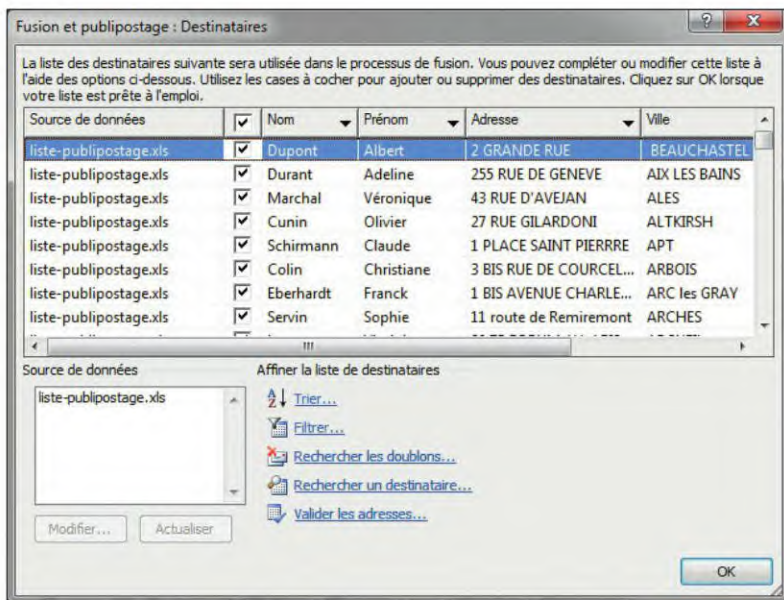 Fusion et publipostage : Destinataires
La liste des destinataires suivante sera utilisée dans le processus de fusion. Vous pouvez compléter ou modifier cette liste à
l'aide des options ci-dessous. Utilisez les cases à cocher pour ajouter ou supprimer des destinataires. Cliquez sur OK lorsque
votre liste est prête à l'emploi.
Source de données Nom Prénom Adresse Ville
liste-publipostage.xls Dupont Albert 2 GRANDE RUE BEAUCHASTEL
liste-publipostage.xls Durant Adeline 255 RUE DE GENEVE AIX LES BAINS
liste-publipostage.xls Marchal Véronique 43 RUE D'AVEJAN ALES
liste-publipostage.xls Cunin Olivier 27 RUE GILARDONI ALTKIRSH
liste-publipostage.xls Schirmann Claude 1 PLACE SAINT PIERRRE APT
liste-publipostage.xls Colin Christiane 3 BIS RUE DE COURCEL... ARBOIS
liste-publipostage.xls Eberhardt Franck 1 BIS AVENUE CHARLE... ARC les GRAY
liste-publipostage.xls Servin Sophie 11 route de Remiremont ARCHES
Source de données
liste-publipostage.xls
Modifier... Actualiser
Affiner la liste de destinataires
Trier...
Filtrer...
Rechercher les doublons...
Rechercher un destinataire...
Valider les adresses...
OK